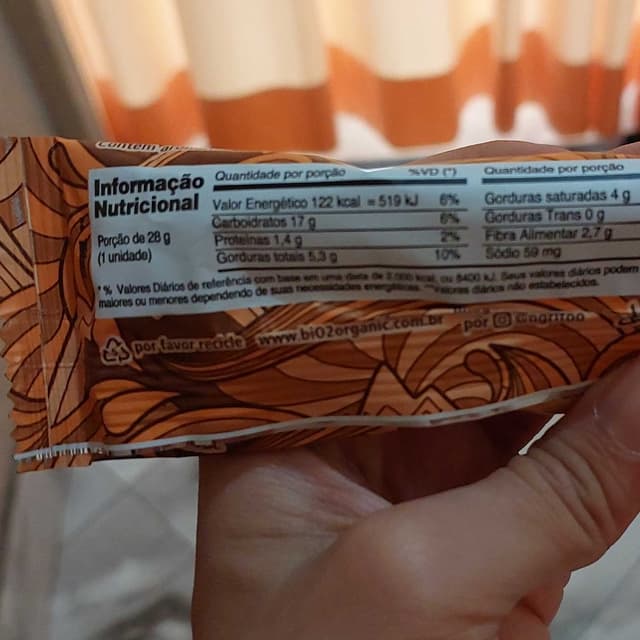 Contém
Informação
Nutricional
Porção de 28 g
(1 unidade)
Quantidade por porção %VD (*)
Valor Energético 122 kcal = 519 kJ 6%
Carboidratos 17 g 6%
Proteínas 1,4 g 2%
Gorduras totais 5,3 g 10%
Quantidade por porção
Gorduras saturadas 4 g
Gorduras Trans 0 g
Fibra Alimentar 2,7 g
Sódio 59 mg
* % Valores Diários de referência com base em uma dieta de 2.000 kcal, ou 8400 kJ. Seus valores diários podem
maiores ou menores dependendo de suas necessidades energéticas. **Valores diários não estabelecidos.
por favor recicle www.bio2organic.com.br por